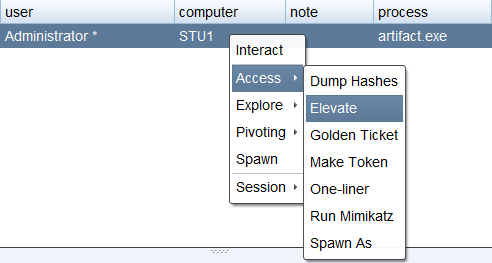 user computer note process
Administrator * STU1 artifact.exe
Interact
Access
Explore
Pivoting
Spawn
Session
Dump Hashes
Elevate
Golden Ticket
Make Token
One-liner
Run Mimikatz
Spawn As